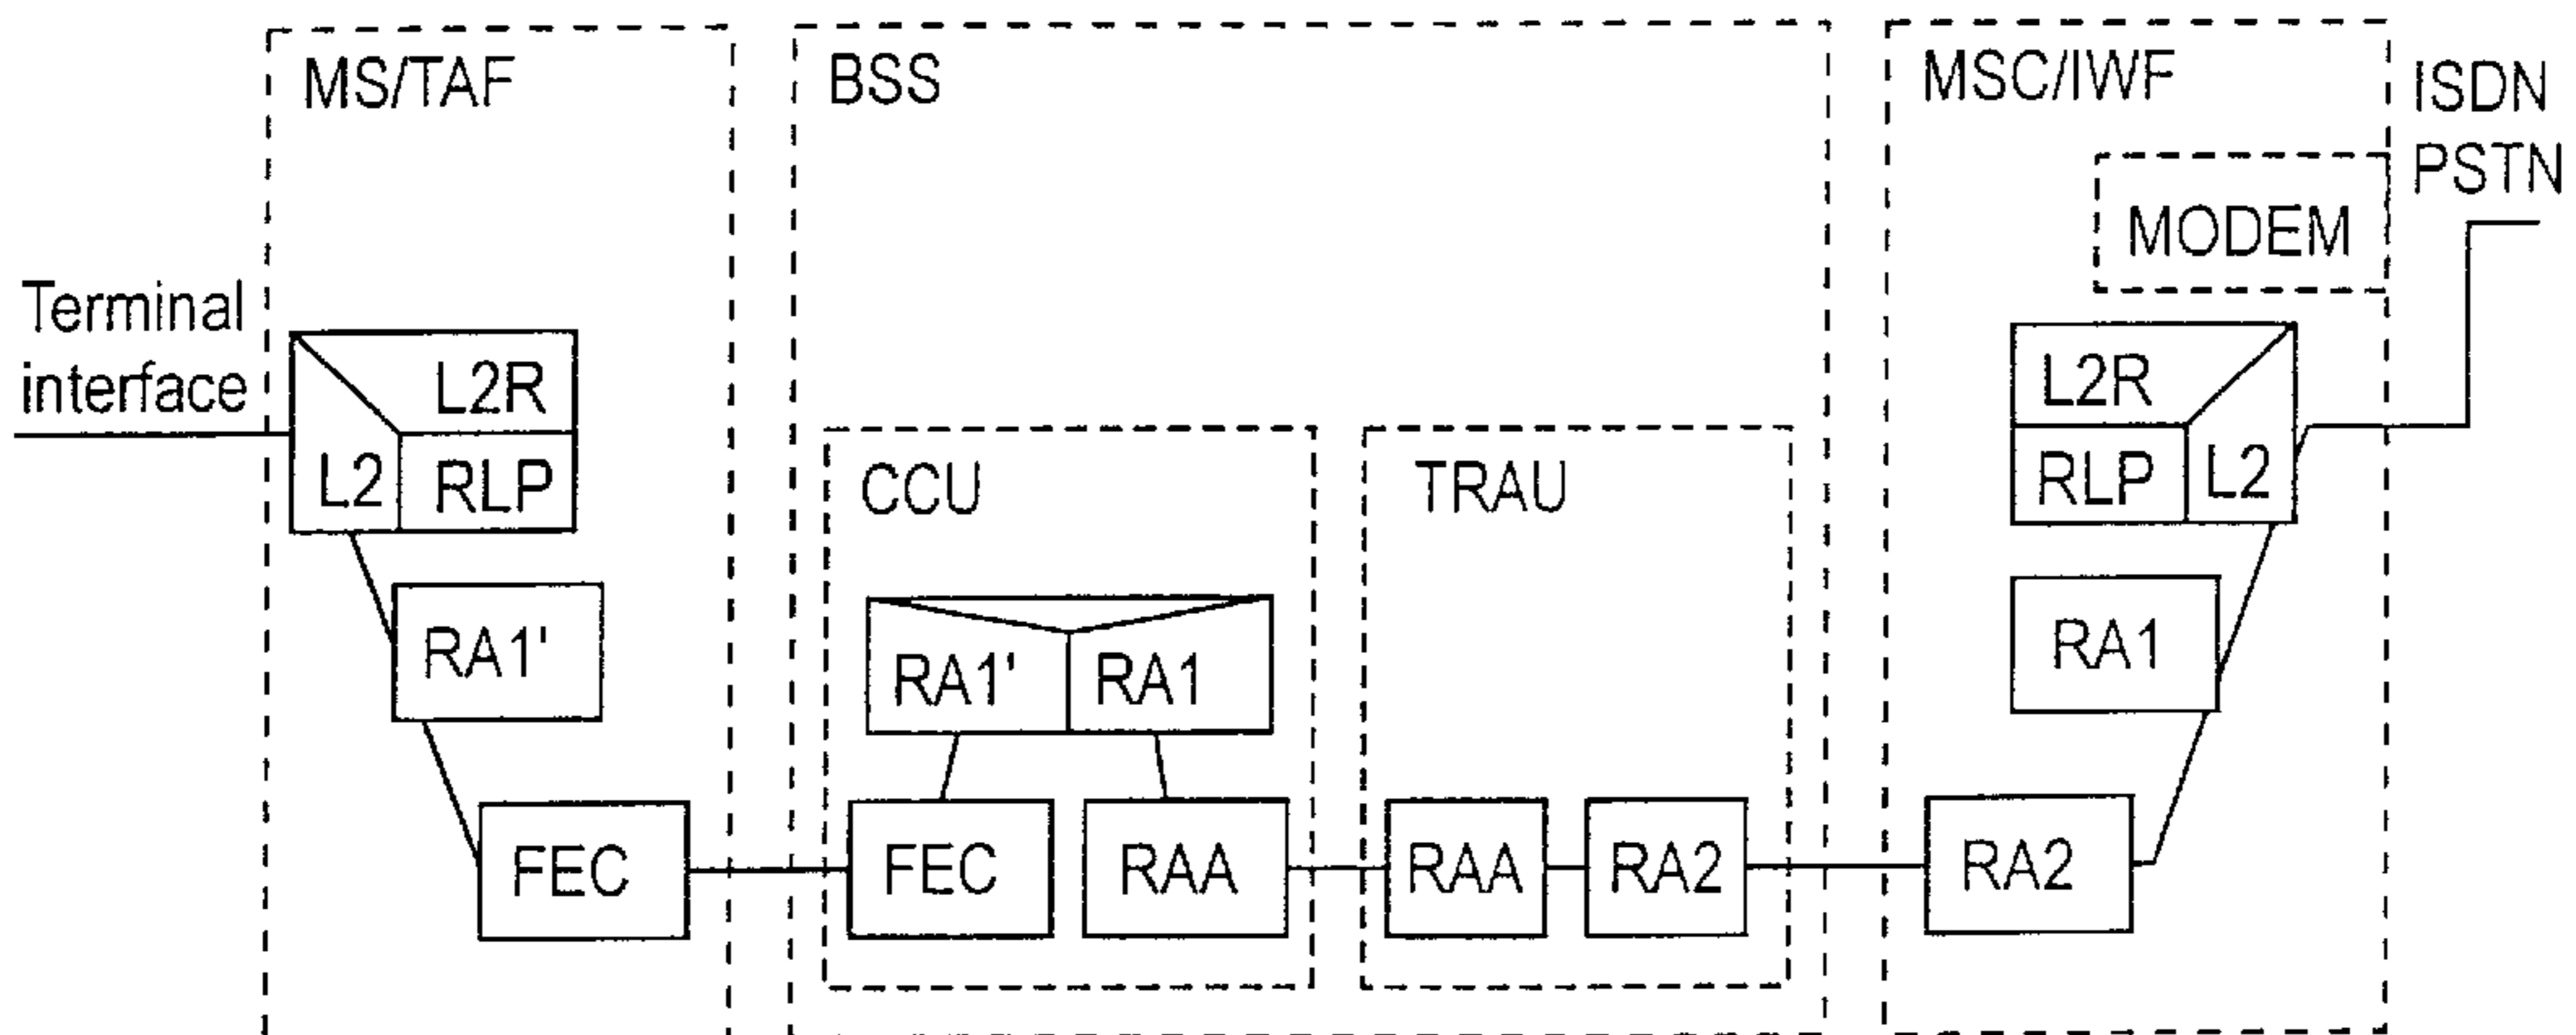 MS/TAF
BSS
MSC/IWF
ISDN
PSTN
MODEM
Terminal
interface
L2R
L2
RLP
L2R
RLP
L2
CCU
TRAU
RA1'
RA1'
RA1
RA1
FEC
FEC
RAA
RAA
RA2
RA2